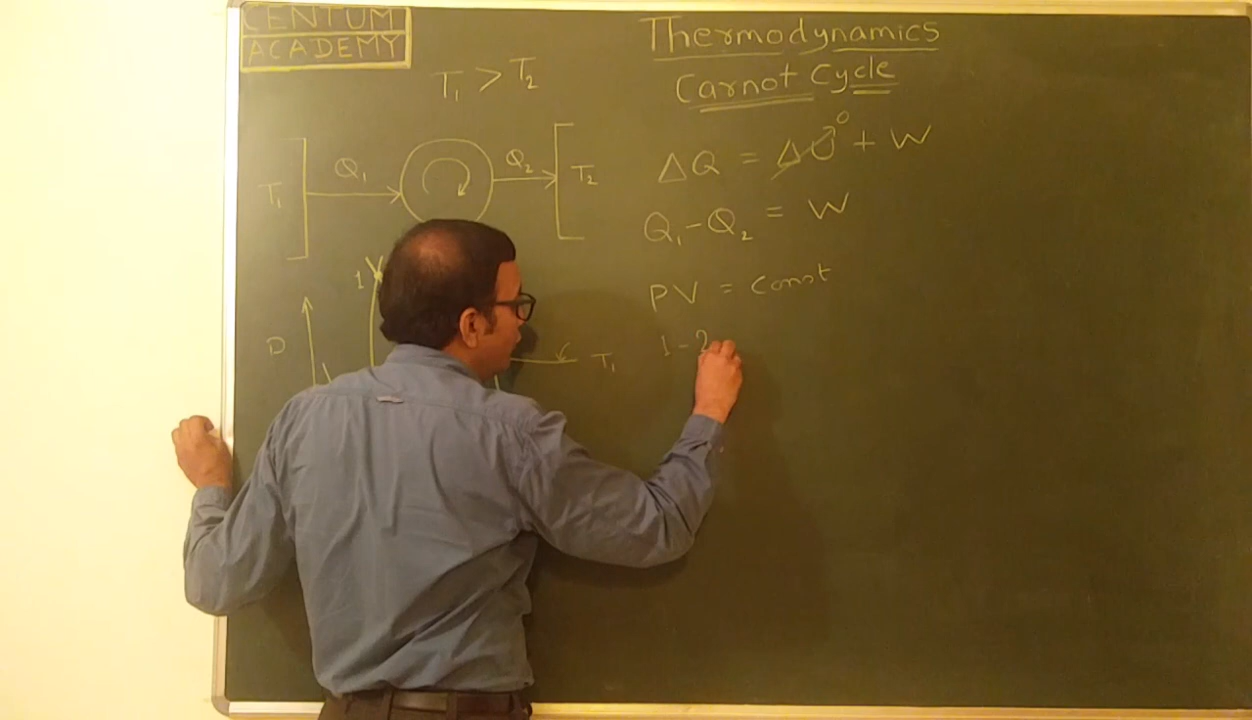 CENTUM
ACADEMY
Thermodynamics
Carnot Cycle
T₁ > T₂
T₁
Q₁
Q₂
T₂
ΔQ = ΔU⁰ + W
Q₁-Q₂ = W
PV = Const
1 - 2
1
P
T₁